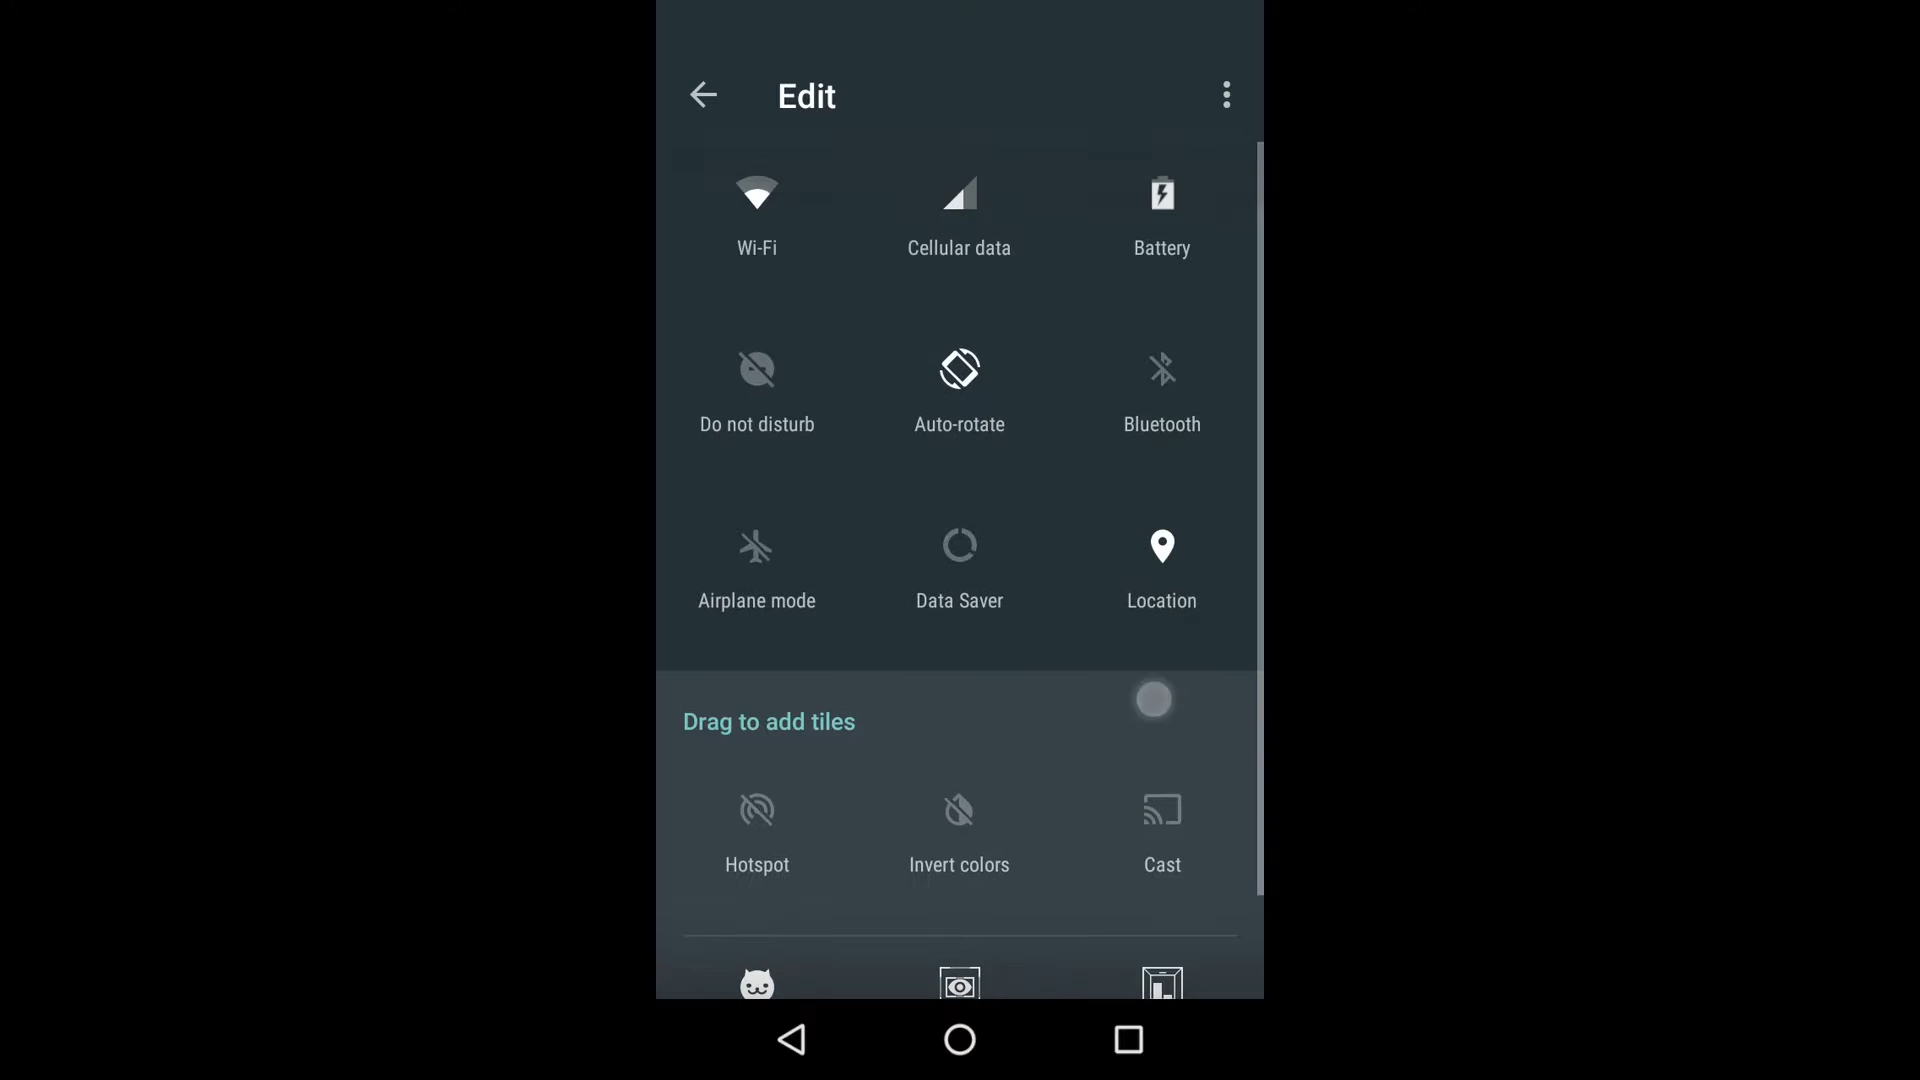 Edit
Wi-Fi
Cellular data
Battery
Do not disturb
Auto-rotate
Bluetooth
Airplane mode
Data Saver
Location
Drag to add tiles
Hotspot
Invert colors
Cast